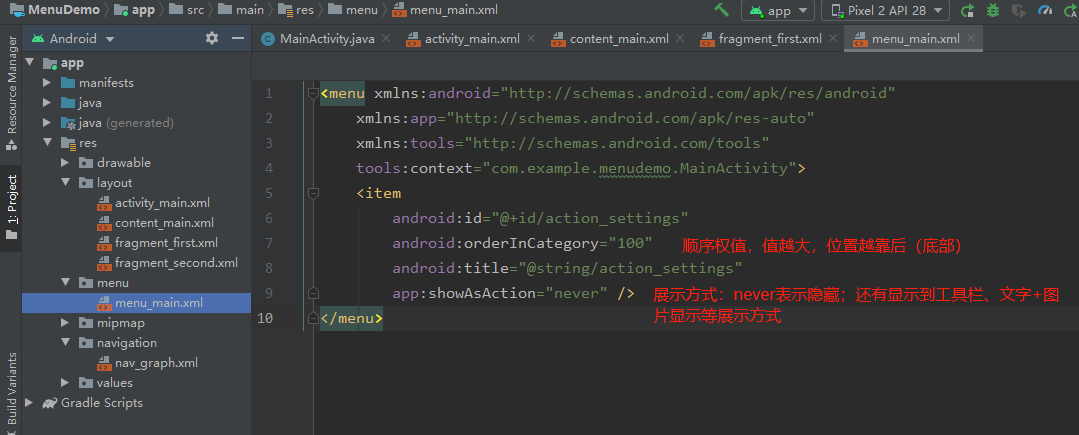 MenuDemo app src main res menu menu_main.xml app Pixel 2 API 28
Android
MainActivity.java activity_main.xml content_main.xml fragment_first.xml menu_main.xml
Resource Manager
1: Project
Build Variants
app
manifests
java
java (generated)
res
drawable
layout
activity_main.xml
content_main.xml
fragment_first.xml
fragment_second.xml
menu
menu_main.xml
mipmap
navigation
nav_graph.xml
values
Gradle Scripts
1 <menu xmlns:android="http://schemas.android.com/apk/res/android"
2 xmlns:app="http://schemas.android.com/apk/res-auto"
3 xmlns:tools="http://schemas.android.com/tools"
4 tools:context="com.example.menudemo.MainActivity">
5 <item
6 android:id="@+id/action_settings"
7 android:orderInCategory="100" 顺序权值，值越大，位置越靠后（底部）
8 android:title="@string/action_settings"
9 app:showAsAction="never" /> 展示方式：never表示隐藏；还有显示到工具栏、文字+图
片显示等展示方式
10 </menu>